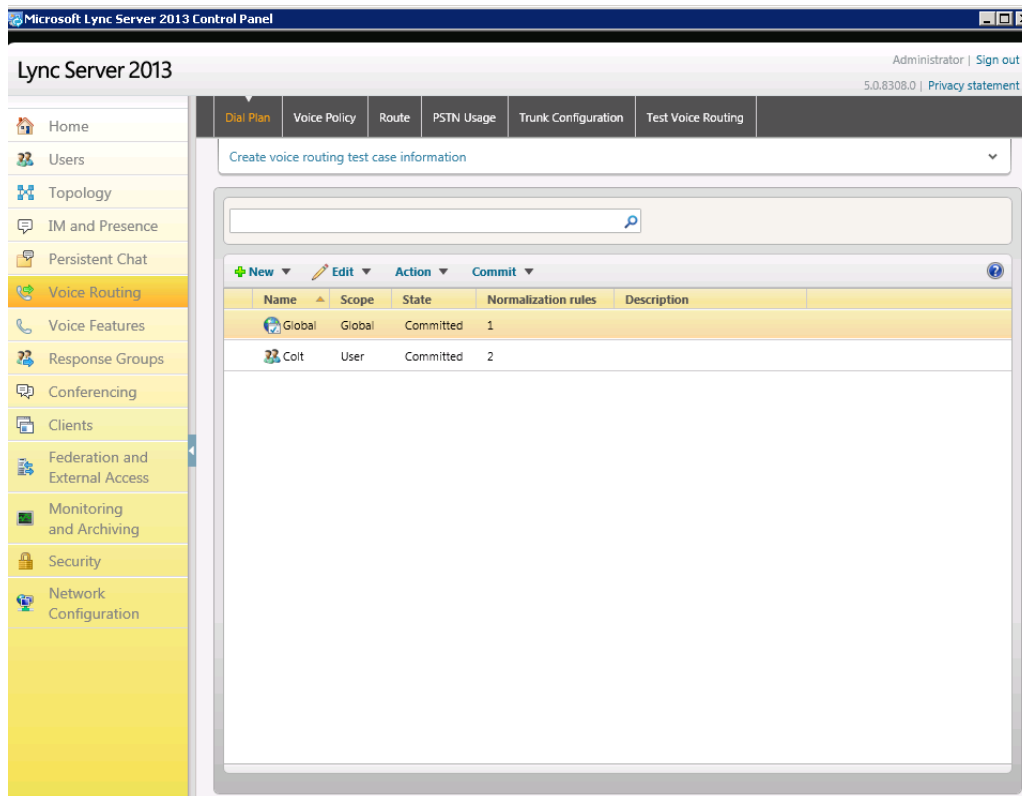 Microsoft Lync Server 2013 Control Panel
Lync Server 2013
Administrator | Sign out
5.0.8308.0 | Privacy statement
Home
Users
Topology
IM and Presence
Persistent Chat
Voice Routing
Voice Features
Response Groups
Conferencing
Clients
Federation and
External Access
Monitoring
and Archiving
Security
Network
Configuration
Dial Plan Voice Policy Route PSTN Usage Trunk Configuration Test Voice Routing
Create voice routing test case information
New Edit Action Commit
Name Scope State Normalization rules Description
Global Global Committed 1
Colt User Committed 2